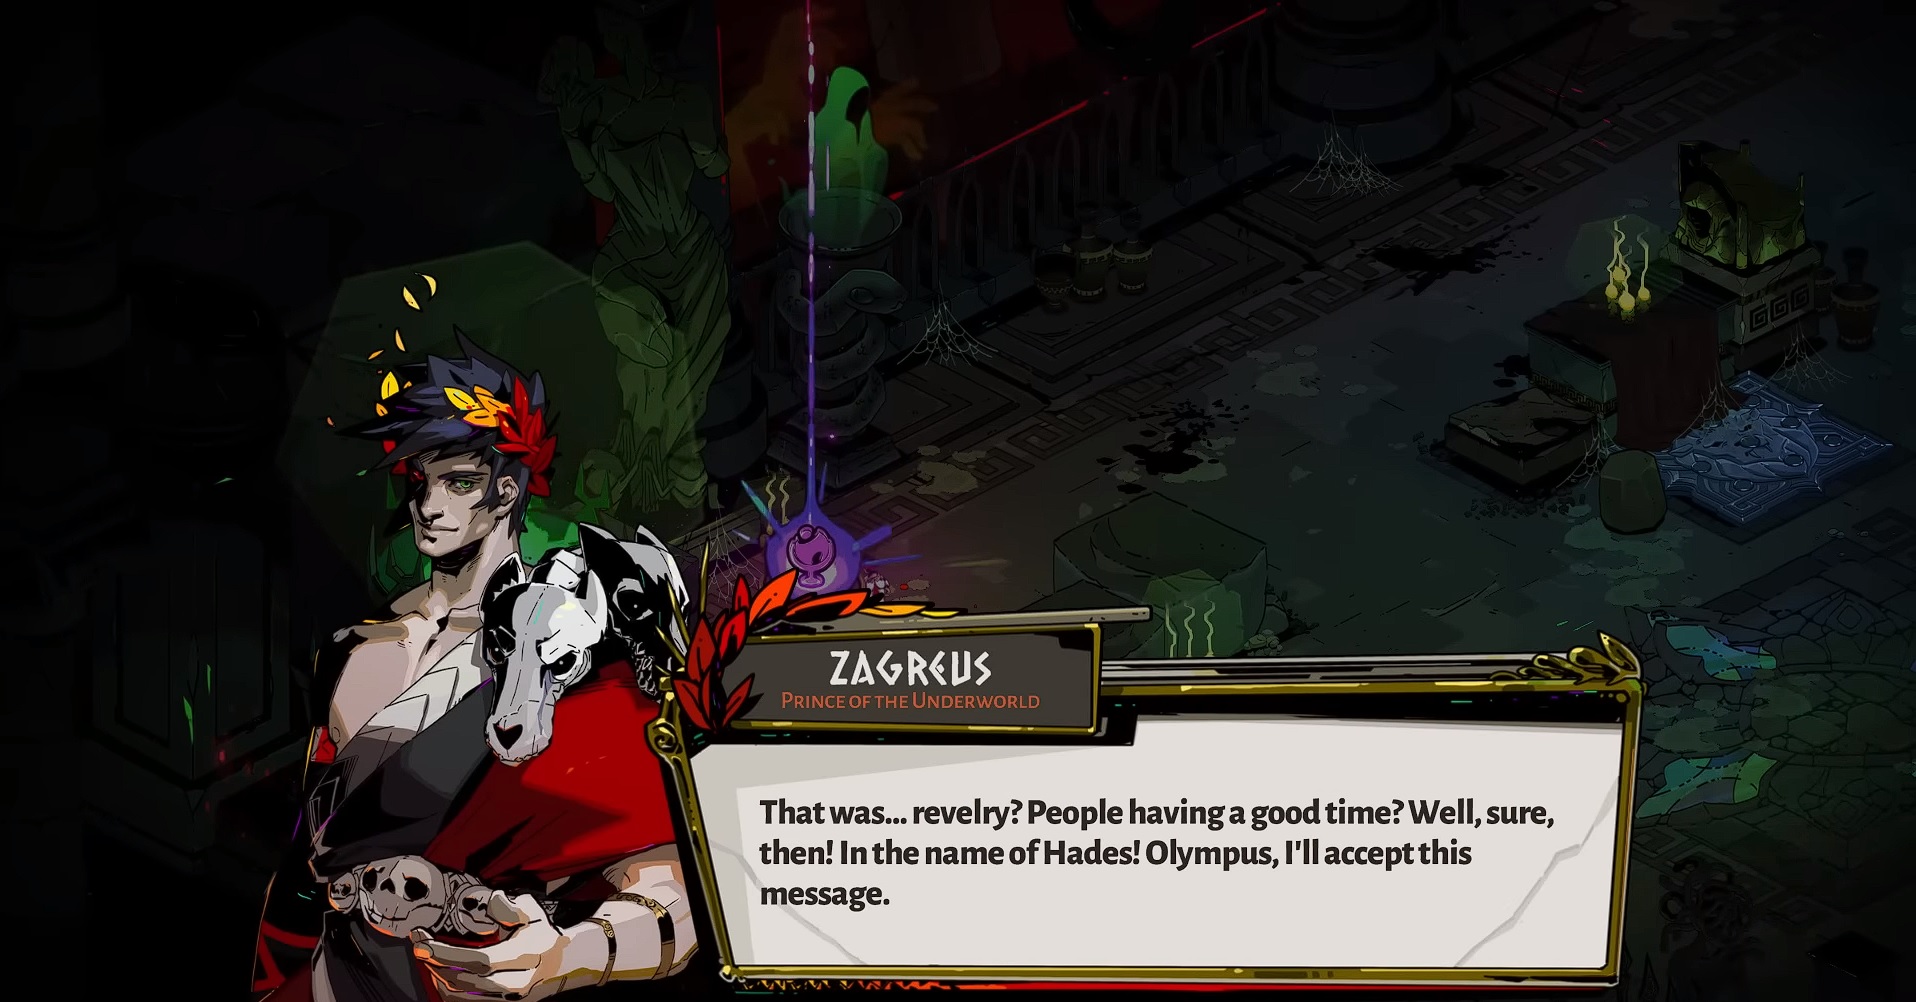 ZAGREUS
PRINCE OF THE UNDERWORLD
That was... revelry? People having a good time? Well, sure,
then! In the name of Hades! Olympus, I'll accept this
message.